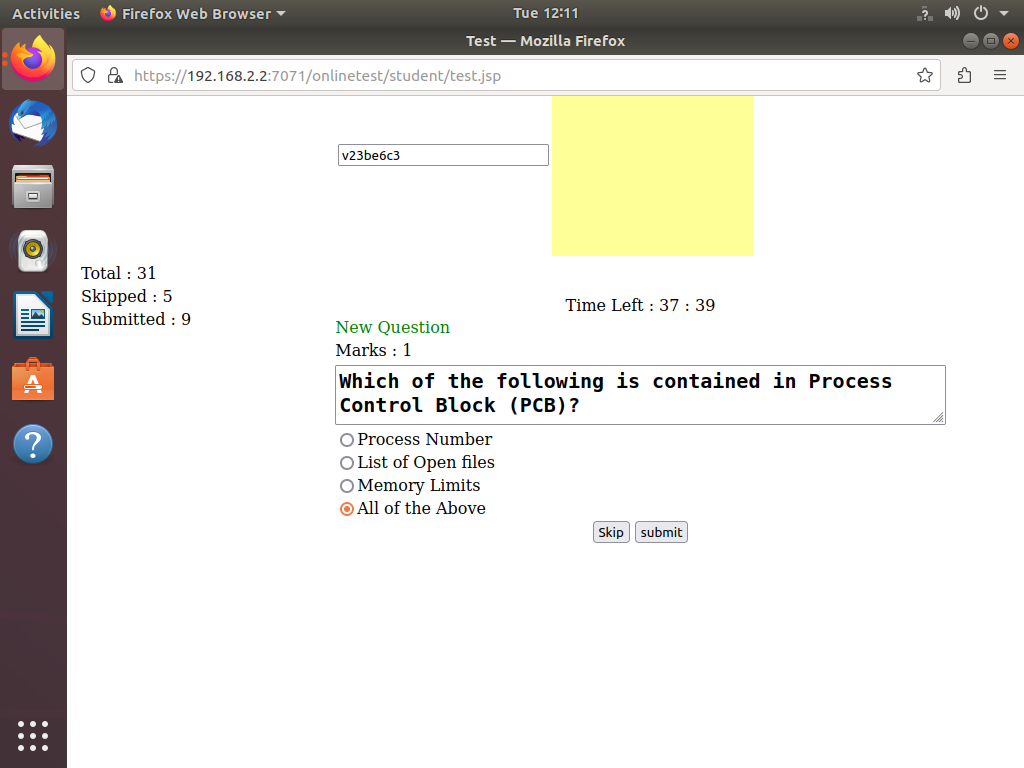 Activities
Firefox Web Browser
Tue 12:11
Test — Mozilla Firefox
https://192.168.2.2:7071/onlinetest/student/test.jsp
v23be6c3
Total : 31
Skipped : 5
Submitted : 9
Time Left : 37 : 39
New Question
Marks : 1
Which of the following is contained in Process
Control Block (PCB)?
Process Number
List of Open files
Memory Limits
All of the Above
Skip
submit